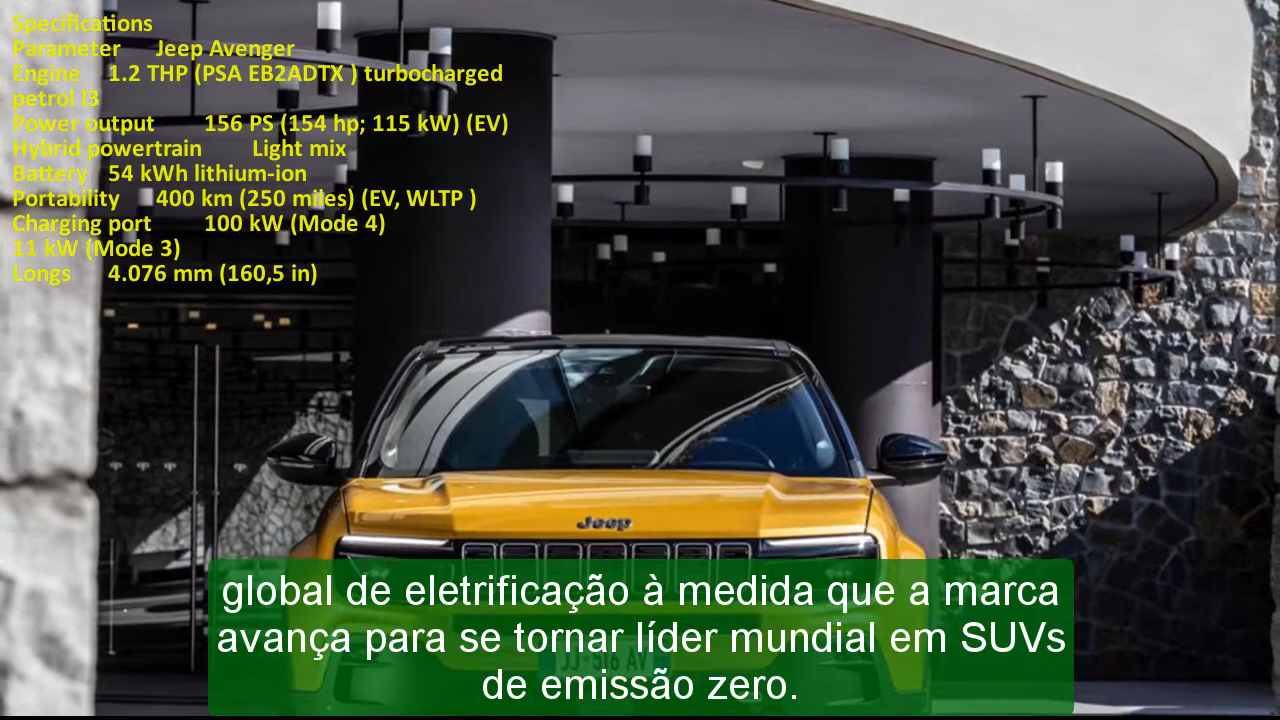 Specifications
Parameter Jeep Avenger
Engine 1.2 THP (PSA EB2ADTX ) turbocharged
petrol I3
Power output 156 PS (154 hp; 115 kW) (EV)
Hybrid powertrain Light mix
Battery 54 kWh lithium-ion
Portability 400 km (250 miles) (EV, WLTP )
Charging port 100 kW (Mode 4)
11 kW (Mode 3)
Longs 4.076 mm (160,5 in)
Jeep
global de eletrificação à medida que a marca
avança para se tornar líder mundial em SUVs
de emissão zero.